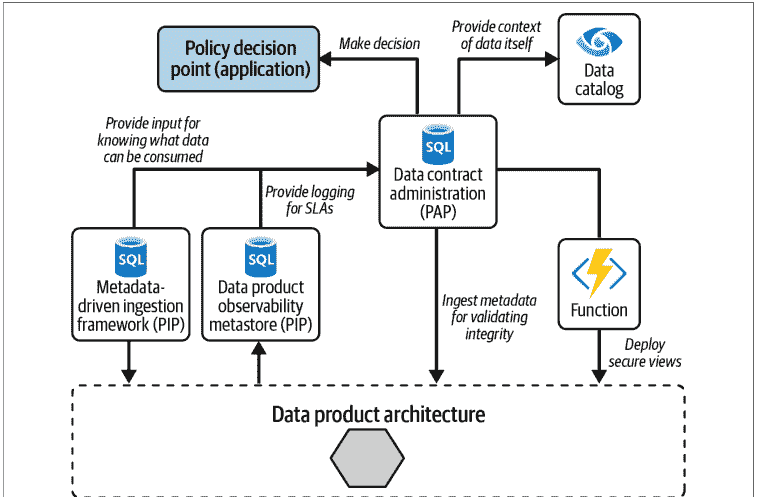 Policy decision
point (application)
Make decision
Provide context
of data itself
Data
catalog
Provide input for
knowing what data
can be consumed
SQL
Data contract
administration
(PAP)
Provide logging
for SLAs
SQL
Metadata-
driven ingestion
framework (PIP)
SQL
Data product
observability
metastore (PIP)
Ingest metadata
for validating
integrity
Function
Deploy
secure views
Data product architecture